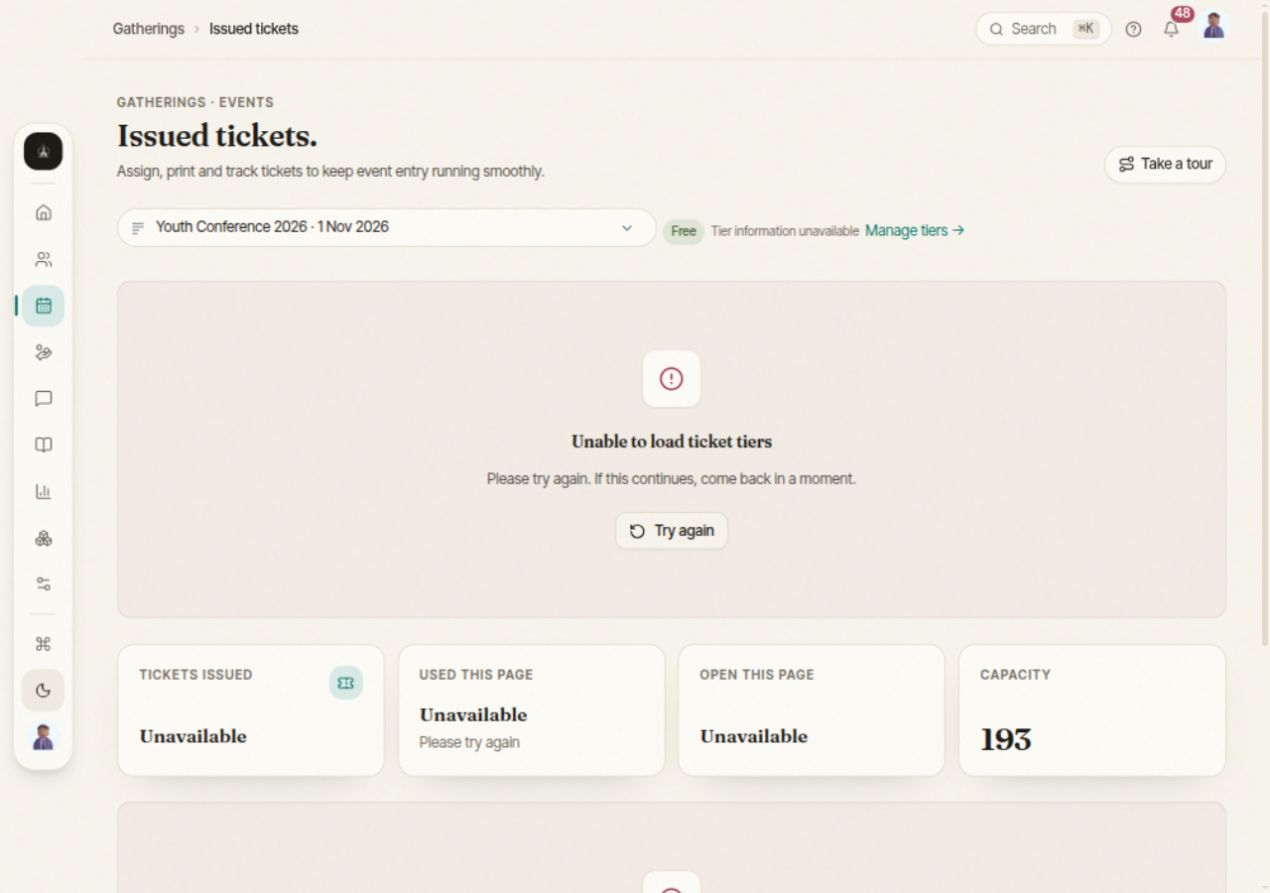 Gatherings › Issued tickets
Search ⌘K
48
GATHERINGS · EVENTS
Issued tickets.
Assign, print and track tickets to keep event entry running smoothly.
Take a tour
Youth Conference 2026 · 1 Nov 2026
Free Tier information unavailable Manage tiers →
Unable to load ticket tiers
Please try again. If this continues, come back in a moment.
Try again
TICKETS ISSUED
Unavailable
USED THIS PAGE
Unavailable
Please try again
OPEN THIS PAGE
Unavailable
CAPACITY
193